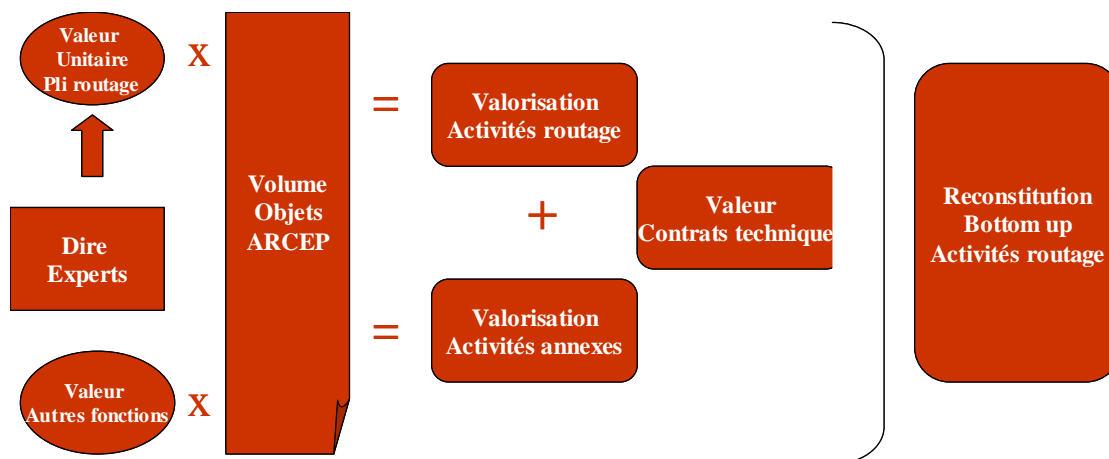 Valeur
Unitaire
Pli routage
X
Dire
Experts
Valeur
Autres fonctions
X
Volume
Objets
ARCEP
=
Valorisation
Activités routage
+
Valeur
Contrats technique
=
Valorisation
Activités annexes
Reconstitution
Bottom up
Activités routage